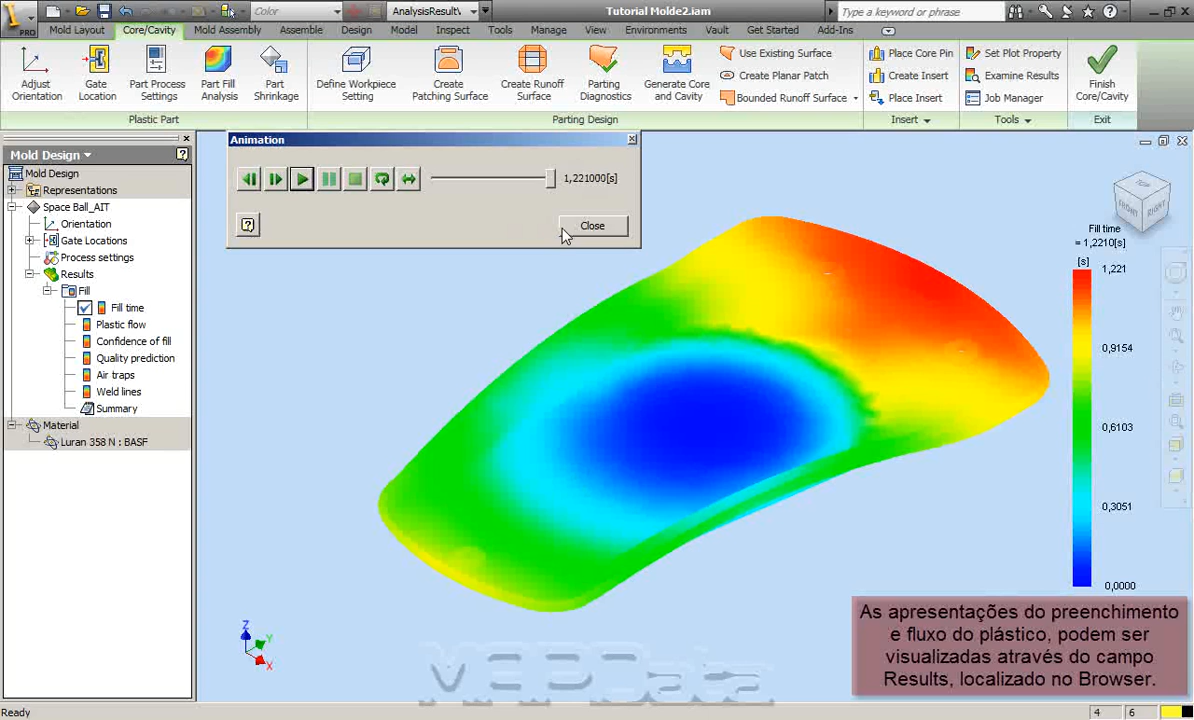 PRO
Color
AnalysisResult\
Tutorial Molde2.iam
Type a keyword or phrase
Mold Layout
Core/Cavity
Mold Assembly
Assemble
Design
Model
Inspect
Tools
Manage
View
Environments
Vault
Get Started
Add-Ins
Adjust
Orientation
Gate
Location
Part Process
Settings
Part Fill
Analysis
Part
Shrinkage
Define Workpiece
Setting
Create
Patching Surface
Create Runoff
Surface
Parting
Diagnostics
Generate Core
and Cavity
Use Existing Surface
Create Planar Patch
Bounded Runoff Surface
Place Core Pin
Create Insert
Place Insert
Set Plot Property
Examine Results
Job Manager
Finish
Core/Cavity
Plastic Part
Parting Design
Insert
Tools
Exit
Mold Design
Mold Design
Representations
Space Ball_AIT
Orientation
Gate Locations
Process settings
Results
Fill
Fill time
Plastic flow
Confidence of fill
Quality prediction
Air traps
Weld lines
Summary
Material
Luran 358 N : BASF
Animation
1,221000[s]
Close
FRONT
RIGHT
Fill time
= 1,2210[s]
[s]
1,221
0,9154
0,6103
0,3051
0,0000
Z
Y
X
As apresentações do preenchimento
e fluxo do plástico, podem ser
visualizadas através do campo
Results, localizado no Browser.
Ready
4
6